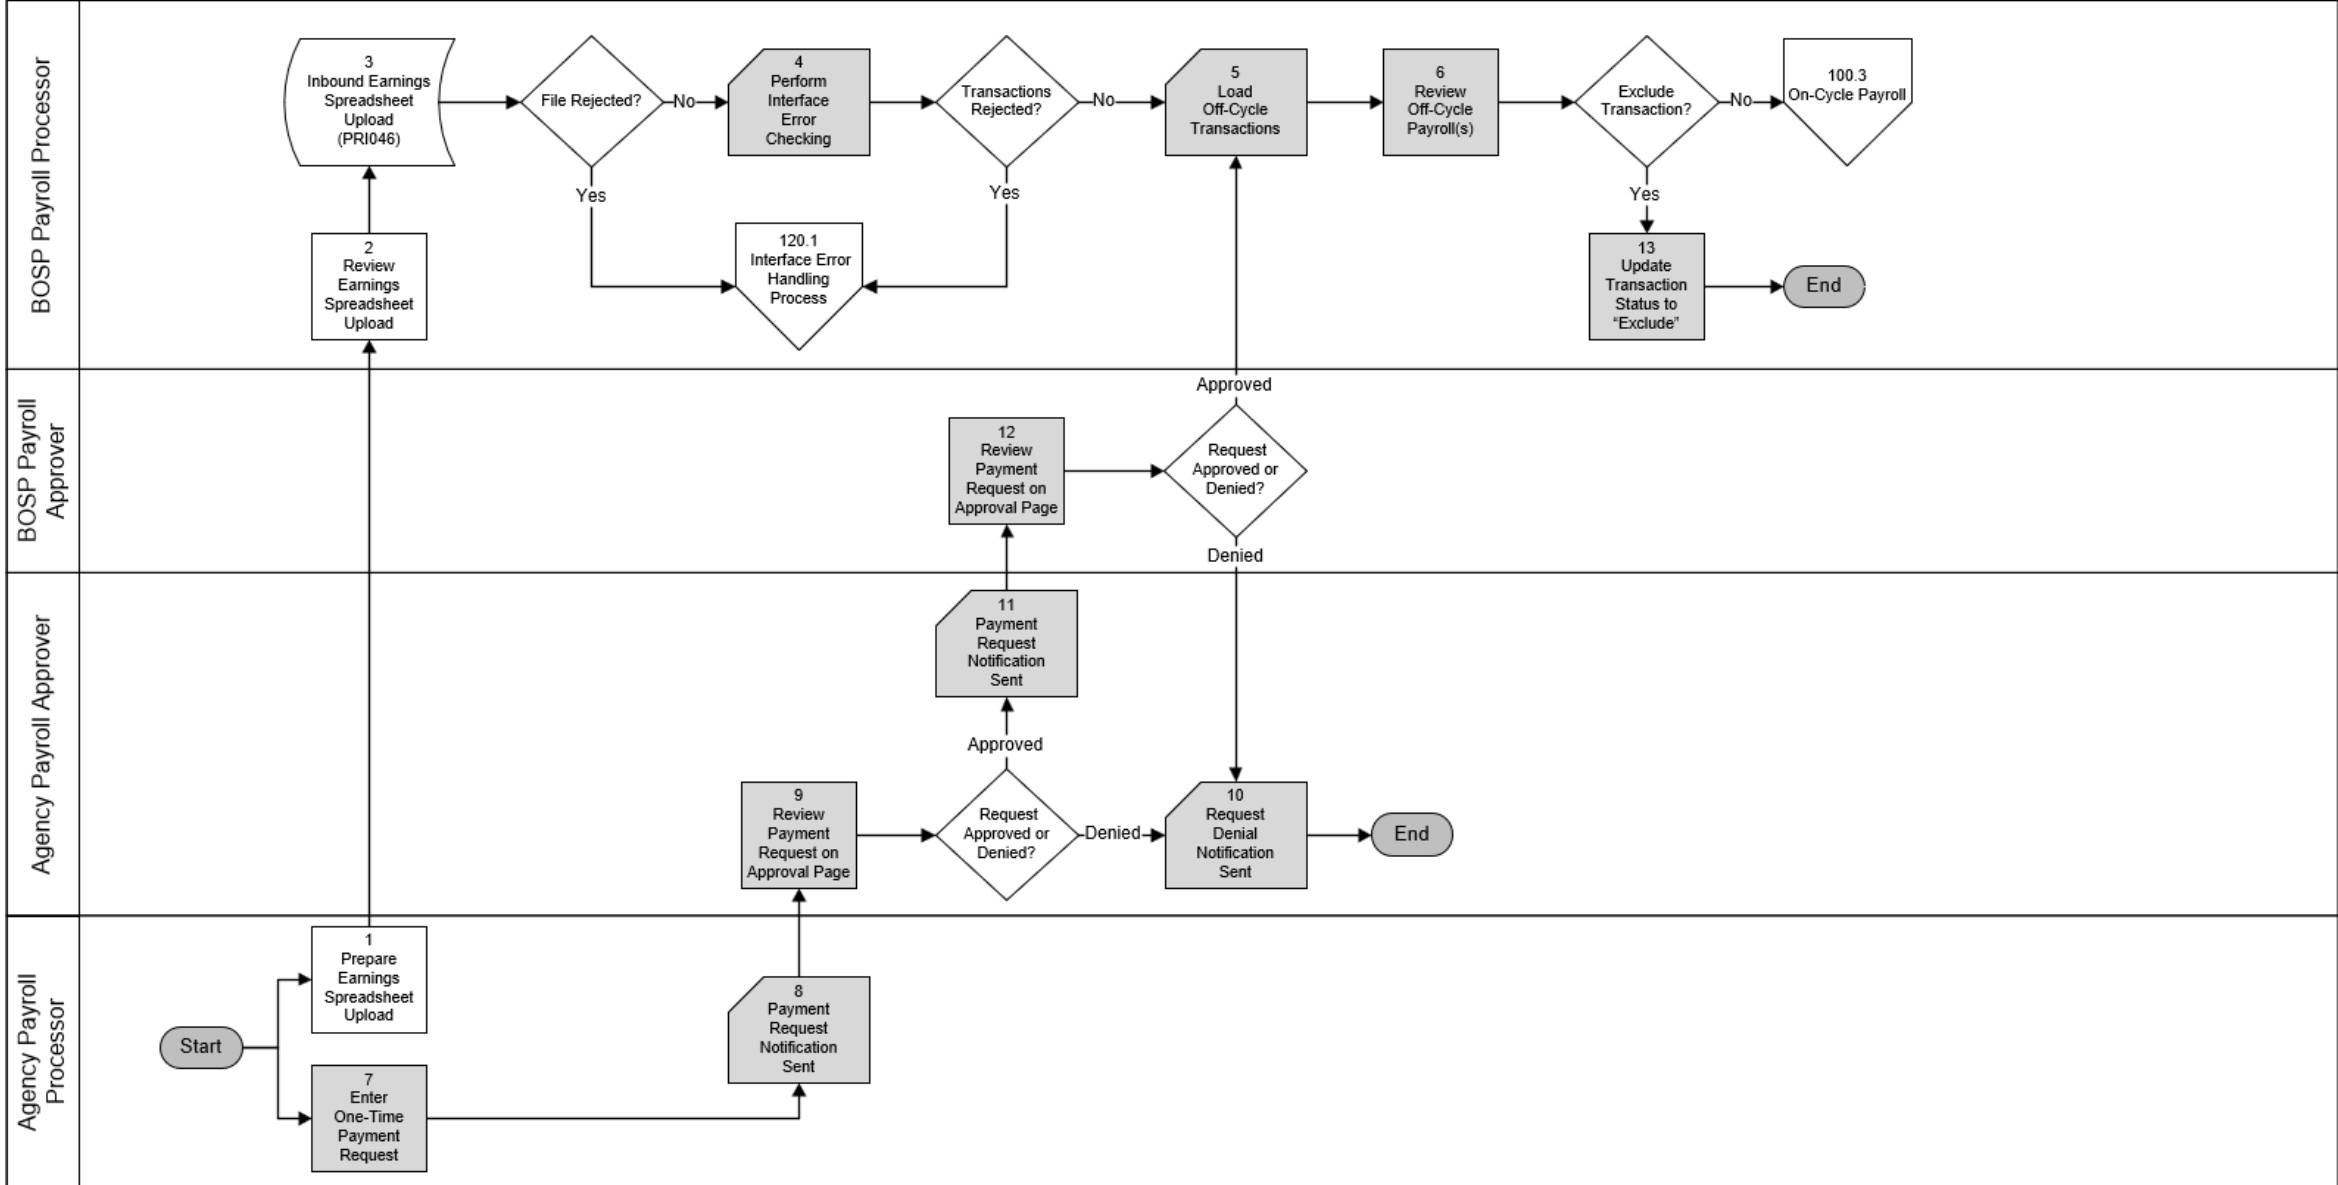 BOSP Payroll Processor
3
Inbound Earnings
Spreadsheet
Upload
(PRI046)
File Rejected?
No
Yes
4
Perform
Interface
Error
Checking
Transactions
Rejected?
No
Yes
5
Load
Off-Cycle
Transactions
6
Review
Off-Cycle
Payroll(s)
Exclude
Transaction?
No
Yes
100.3
On-Cycle Payroll
2
Review
Earnings
Spreadsheet
Upload
120.1
Interface Error
Handling
Process
13
Update
Transaction
Status to
“Exclude”
End
BOSP Payroll
Approver
12
Review
Payment
Request on
Approval Page
Approved
Request
Approved or
Denied?
Denied
Agency Payroll Approver
11
Payment
Request
Notification
Sent
Approved
9
Review
Payment
Request on
Approval Page
Request
Approved or
Denied?
Denied
10
Request
Denial
Notification
Sent
End
Agency Payroll
Processor
Start
1
Prepare
Earnings
Spreadsheet
Upload
8
Payment
Request
Notification
Sent
7
Enter
One-Time
Payment
Request